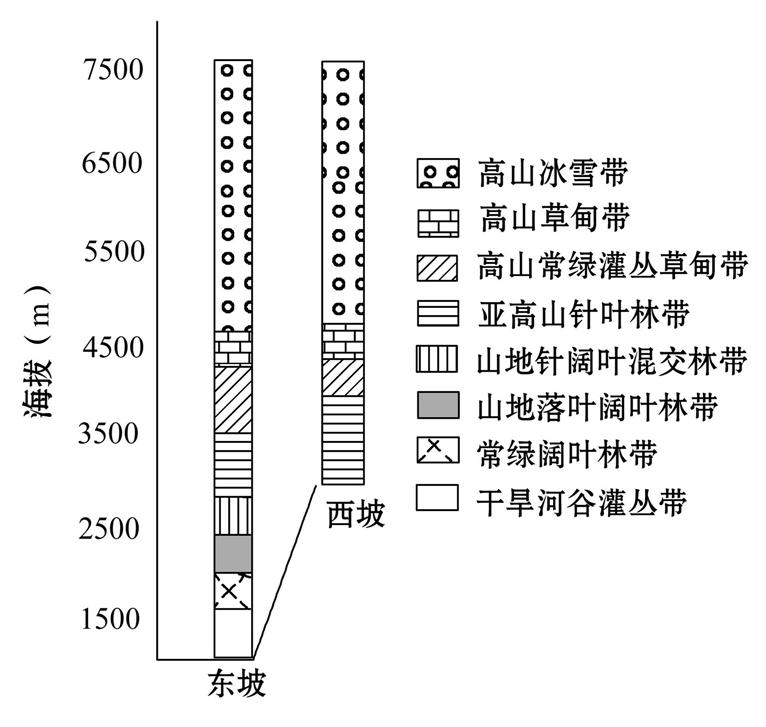 7500
6500
5500
4500
3500
2500
1500
海拔（m）
东坡
西坡
高山冰雪带
高山草甸带
高山常绿灌丛草甸带
亚高山针叶林带
山地针阔叶混交林带
山地落叶阔叶林带
常绿阔叶林带
干旱河谷灌丛带